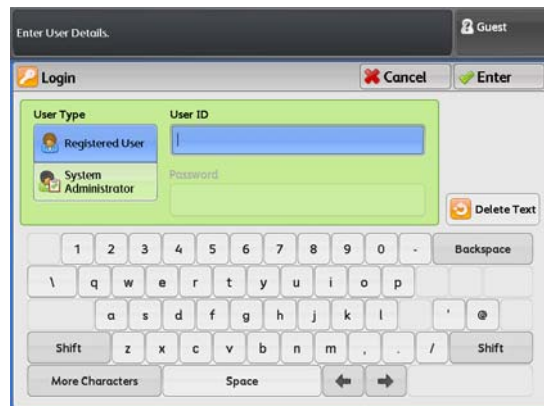 Enter User Details.
Guest
Login
Cancel
Enter
User Type
User ID
Registered User
System
Administrator
Password
Delete Text
1 2 3 4 5 6 7 8 9 0 - Backspace
\ q w e r t y u i o p
a s d f g h j k l ' @
Shift z x c v b n m , . / Shift
More Characters Space